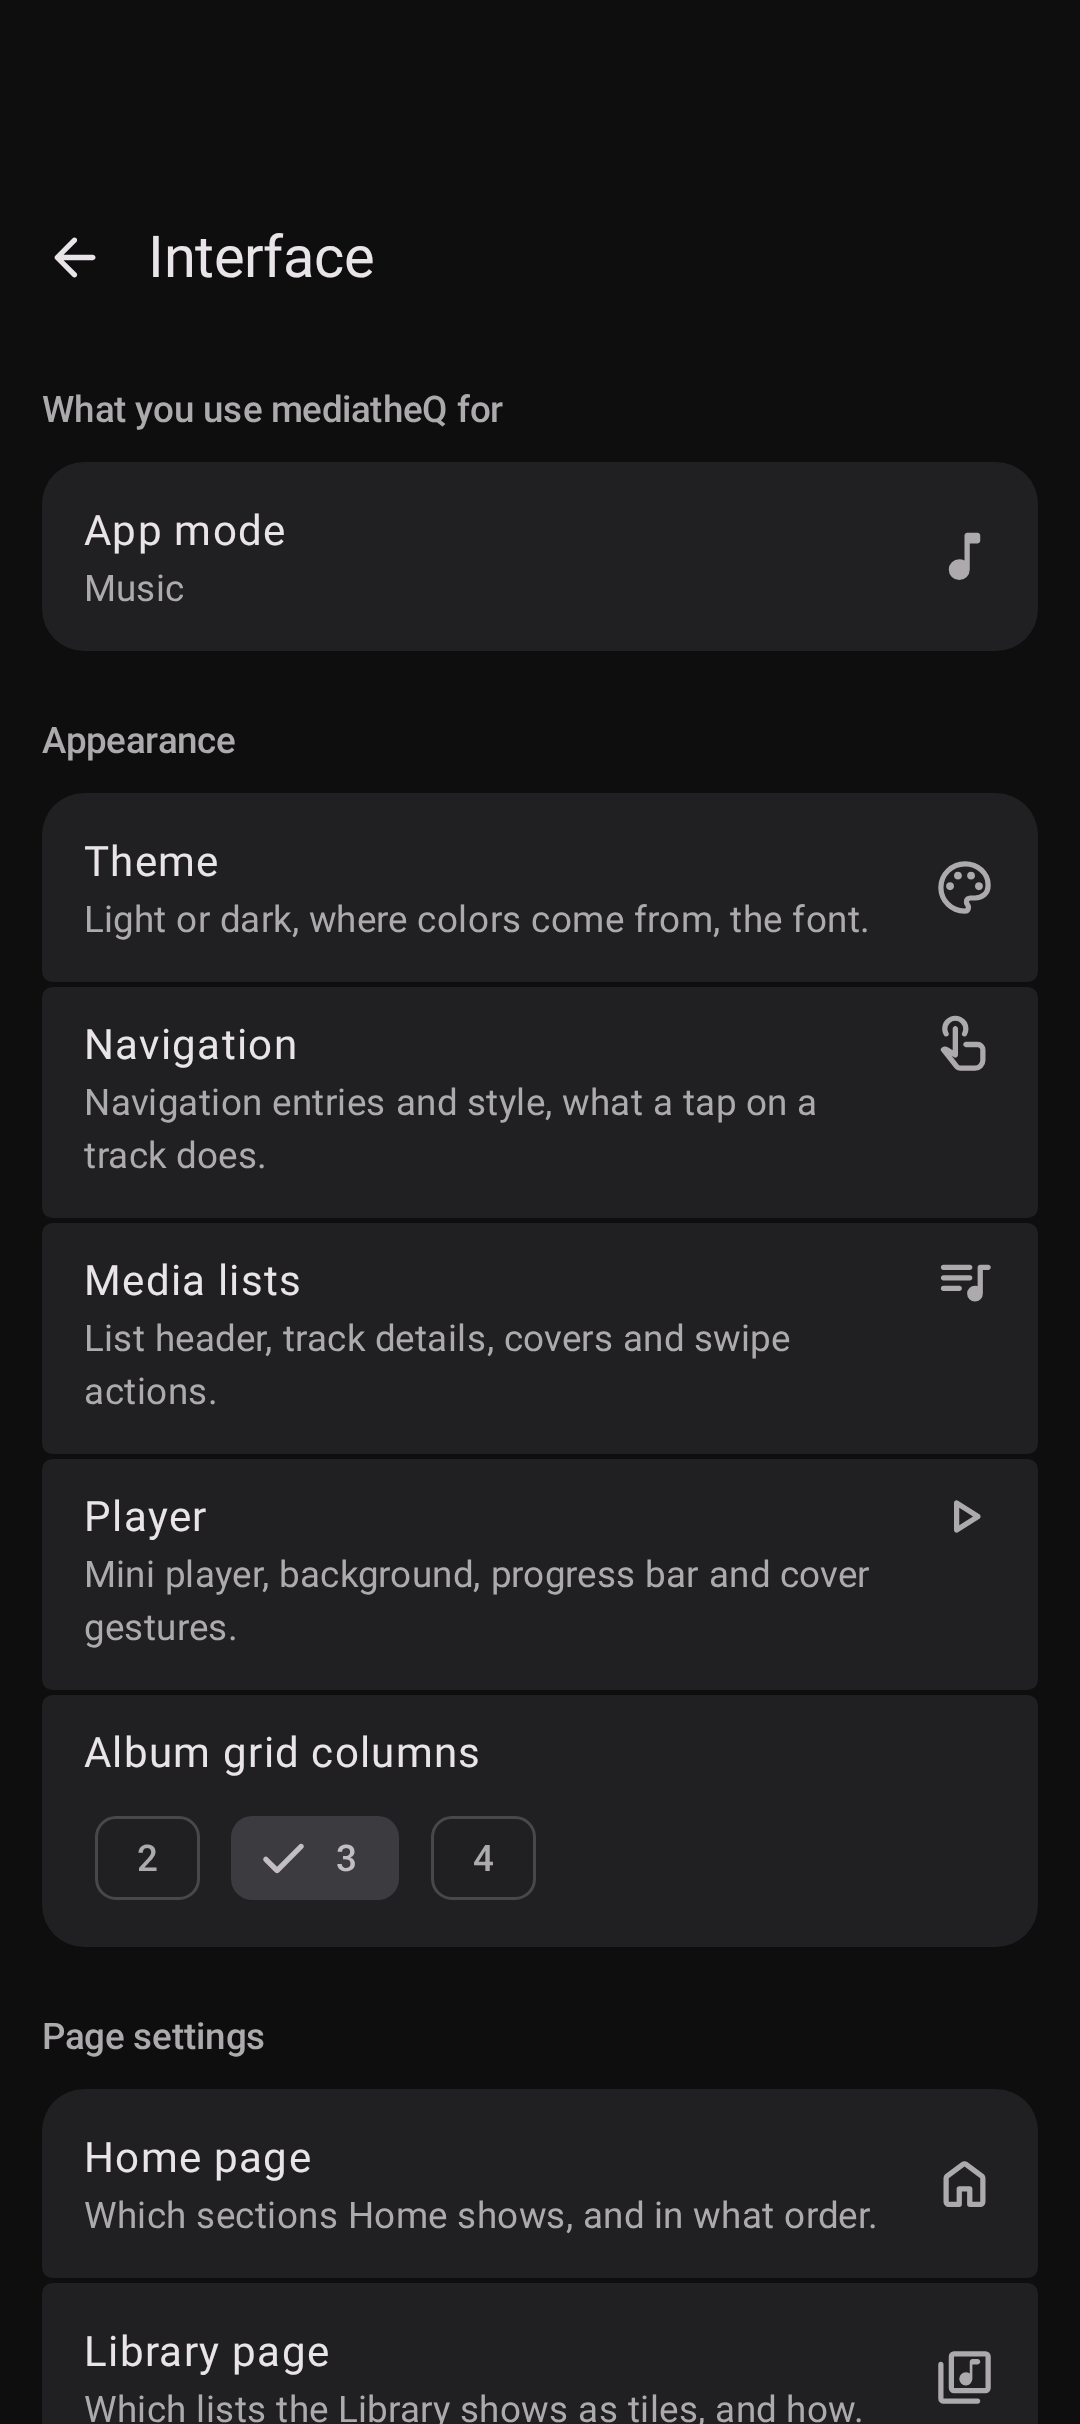 Interface
What you use mediatheQ for
App mode
Music
Appearance
Theme
Light or dark, where colors come from, the font.
Navigation
Navigation entries and style, what a tap on a
track does.
Media lists
List header, track details, covers and swipe
actions.
Player
Mini player, background, progress bar and cover
gestures.
Album grid columns
2 3 4
Page settings
Home page
Which sections Home shows, and in what order.
Library page
Which lists the Library shows as tiles, and how.